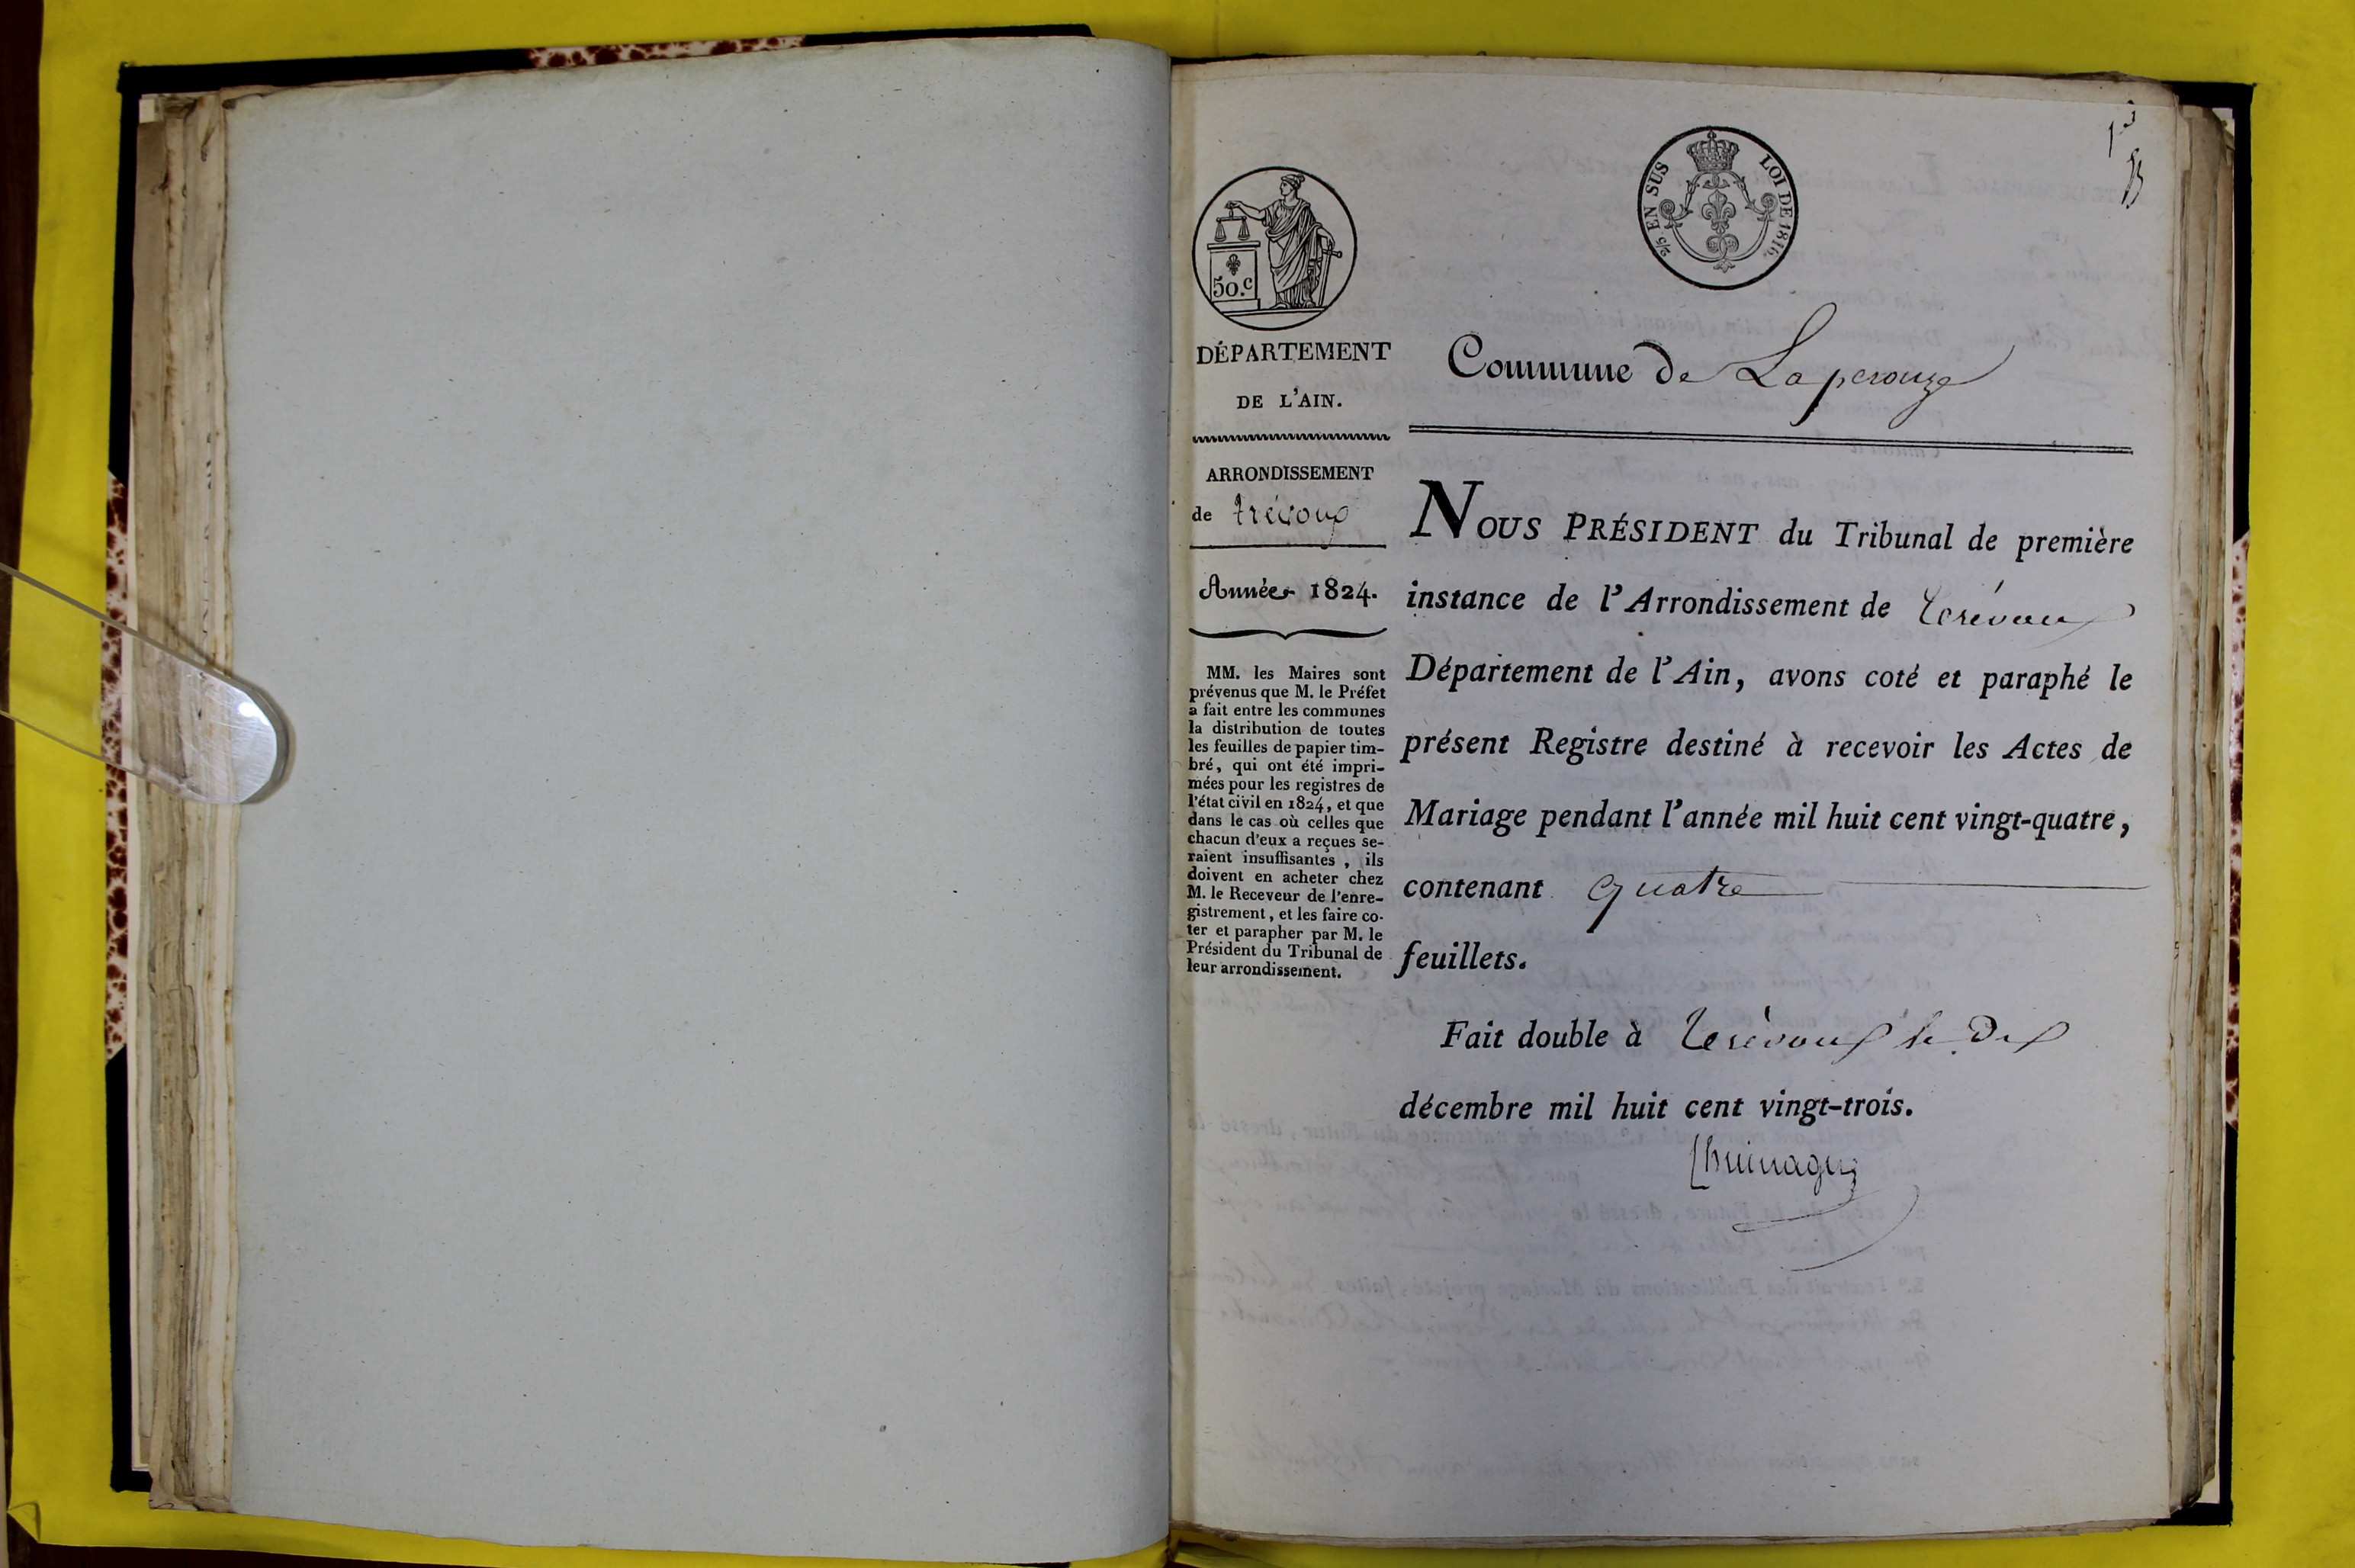 2/5 EN SUS LOI DE 1816.
50.c
DÉPARTEMENT
DE L'AIN.
ARRONDISSEMENT
de trévoux
Année 1824.
MM. les Maires sont
prévenus que M. le Préfet
a fait entre les communes
la distribution de toutes
les feuilles de papier tim-
bré, qui ont été impri-
mées pour les registres de
l'état civil en 1824, et que
dans le cas où celles que
chacun d'eux a reçues se-
raient insuffisantes, ils
doivent en acheter chez
M. le Receveur de l'enre-
gistrement, et les faire co-
ter et parapher par M. le
Président du Tribunal de
leur arrondissement.
Commune de Laperouze
NOUS PRÉSIDENT du Tribunal de première
instance de l'Arrondissement de Trévoux
Département de l'Ain, avons coté et paraphé le
présent Registre destiné à recevoir les Actes de
Mariage pendant l'année mil huit cent vingt-quatre,
contenant quatre
feuillets.
Fait double à Trévoux le dix
décembre mil huit cent vingt-trois.